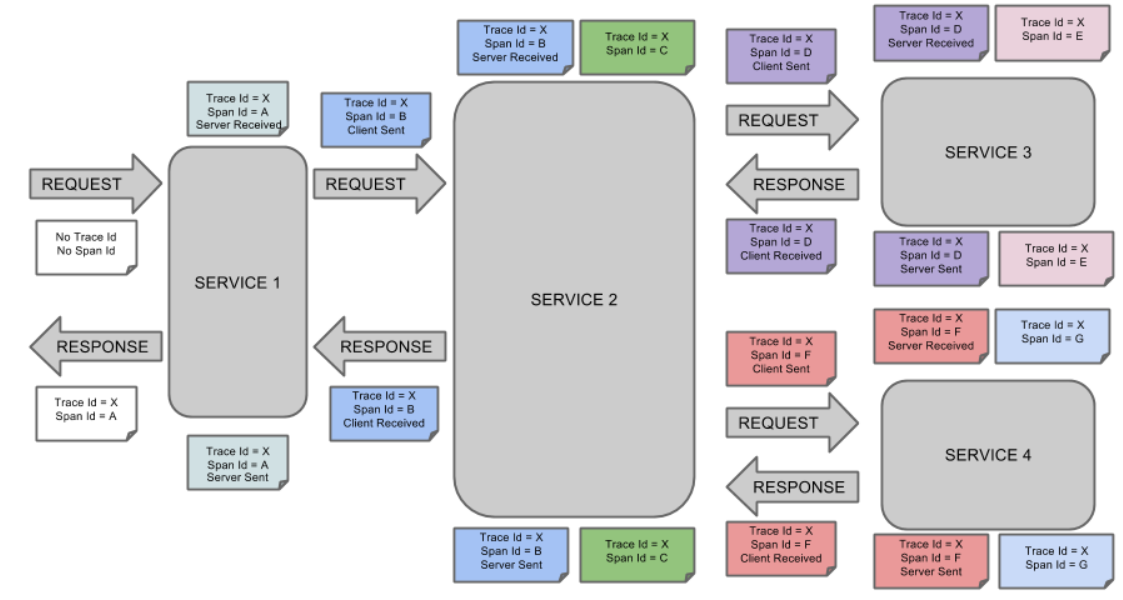 Trace Id = X
Span Id = A
Server Received
REQUEST
No Trace Id
No Span Id
SERVICE 1
RESPONSE
Trace Id = X
Span Id = A
Trace Id = X
Span Id = A
Server Sent
Trace Id = X
Span Id = B
Client Sent
REQUEST
RESPONSE
Trace Id = X
Span Id = B
Client Received
Trace Id = X
Span Id = B
Server Received
Trace Id = X
Span Id = C
SERVICE 2
Trace Id = X
Span Id = B
Server Sent
Trace Id = X
Span Id = C
Trace Id = X
Span Id = D
Client Sent
REQUEST
RESPONSE
Trace Id = X
Span Id = D
Client Received
Trace Id = X
Span Id = D
Server Received
Trace Id = X
Span Id = E
SERVICE 3
Trace Id = X
Span Id = D
Server Sent
Trace Id = X
Span Id = E
Trace Id = X
Span Id = F
Client Sent
REQUEST
RESPONSE
Trace Id = X
Span Id = F
Client Received
Trace Id = X
Span Id = F
Server Received
Trace Id = X
Span Id = G
SERVICE 4
Trace Id = X
Span Id = F
Server Sent
Trace Id = X
Span Id = G